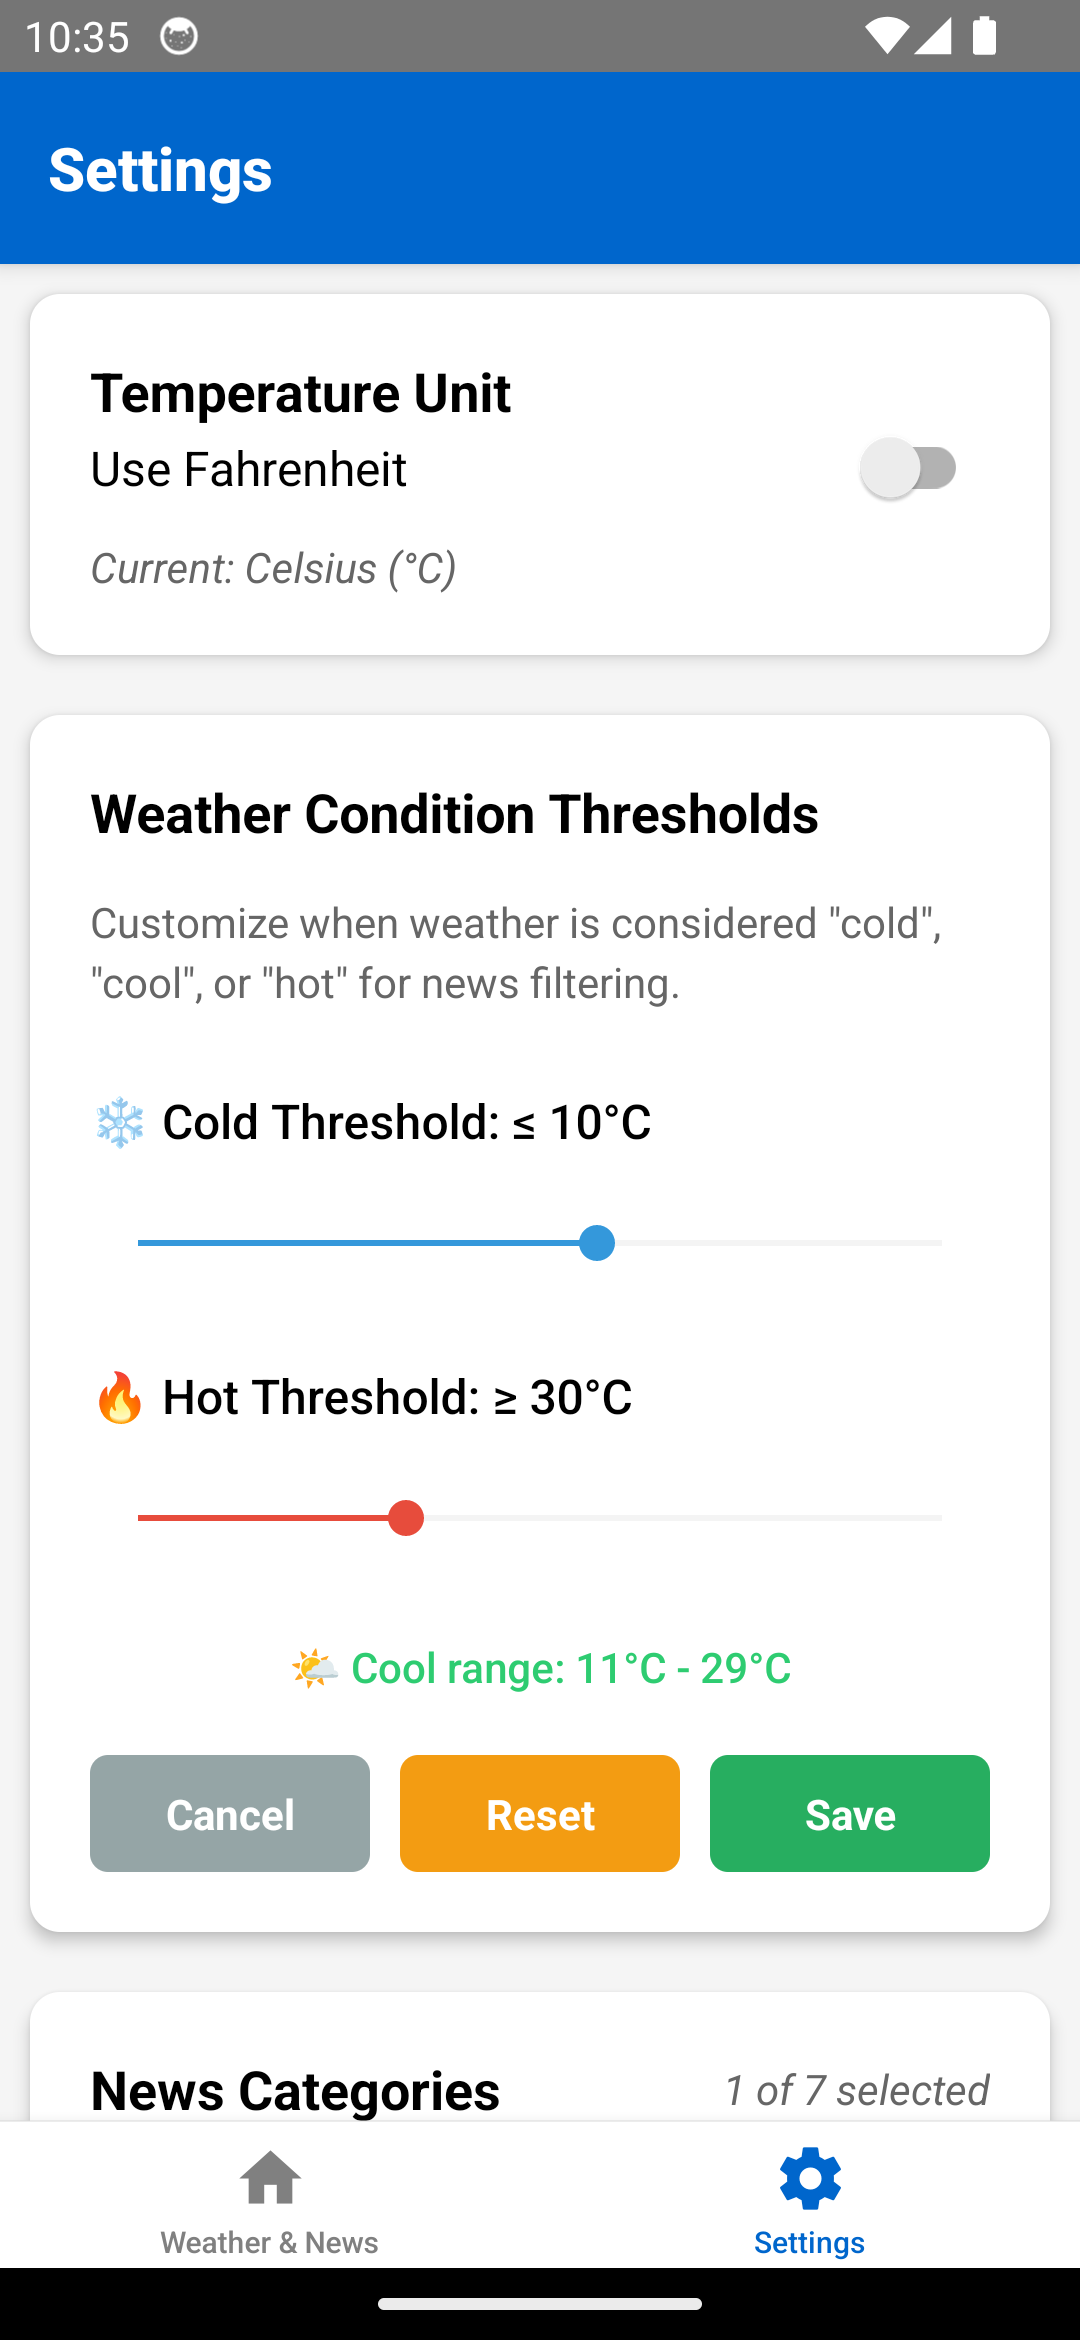 10:35
Settings
Temperature Unit
Use Fahrenheit
Current: Celsius (°C)
Weather Condition Thresholds
Customize when weather is considered "cold",
"cool", or "hot" for news filtering.
❄️ Cold Threshold: ≤ 10°C
🔥 Hot Threshold: ≥ 30°C
🌤️ Cool range: 11°C - 29°C
Cancel Reset Save
News Categories 1 of 7 selected
Weather & News Settings